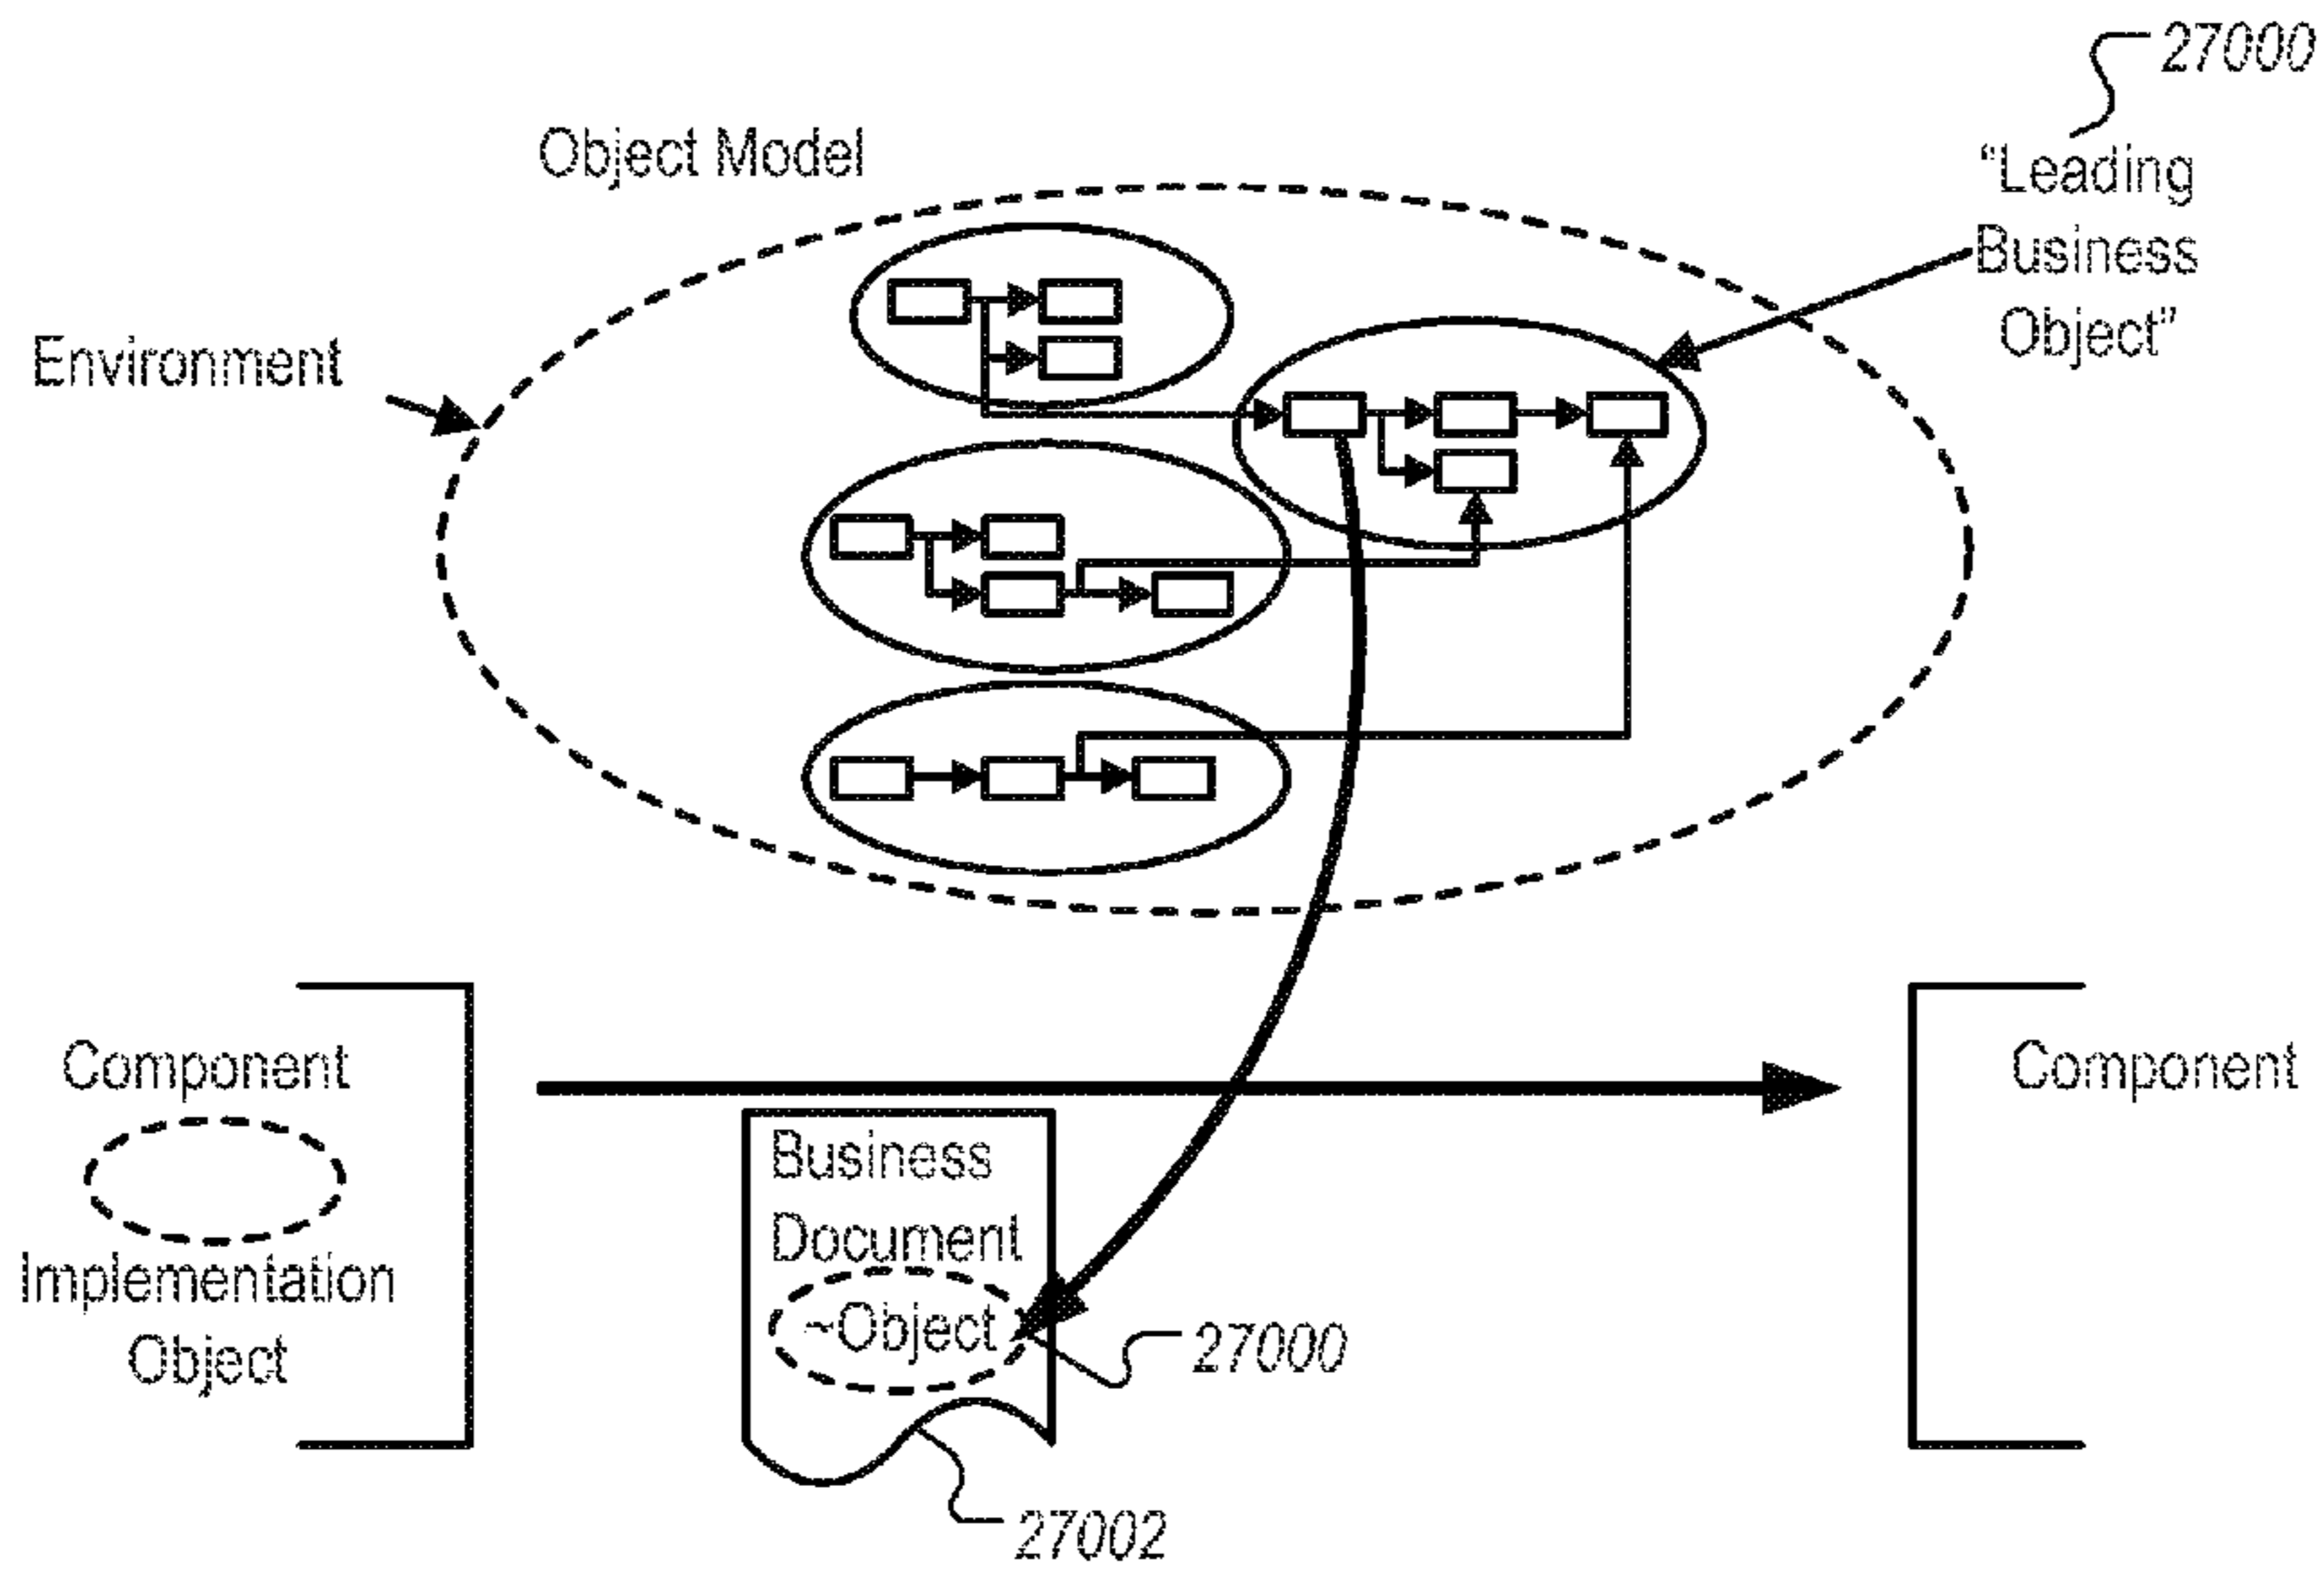 27000
Object Model
"Leading
Business
Object"
Environment
Component
Implementation
Object
Component
Business
Document
~Object
27000
27002